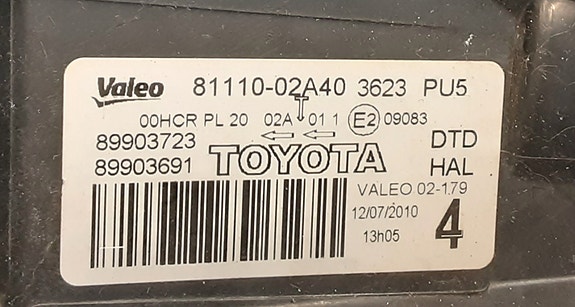 Valeo 81110-02A40 3623 PU5
00HCR PL 20 02A 01 1 E2 09083
89903723 DTD
89903691 TOYOTA HAL
VALEO 02-179
12/07/2010
13h05 4